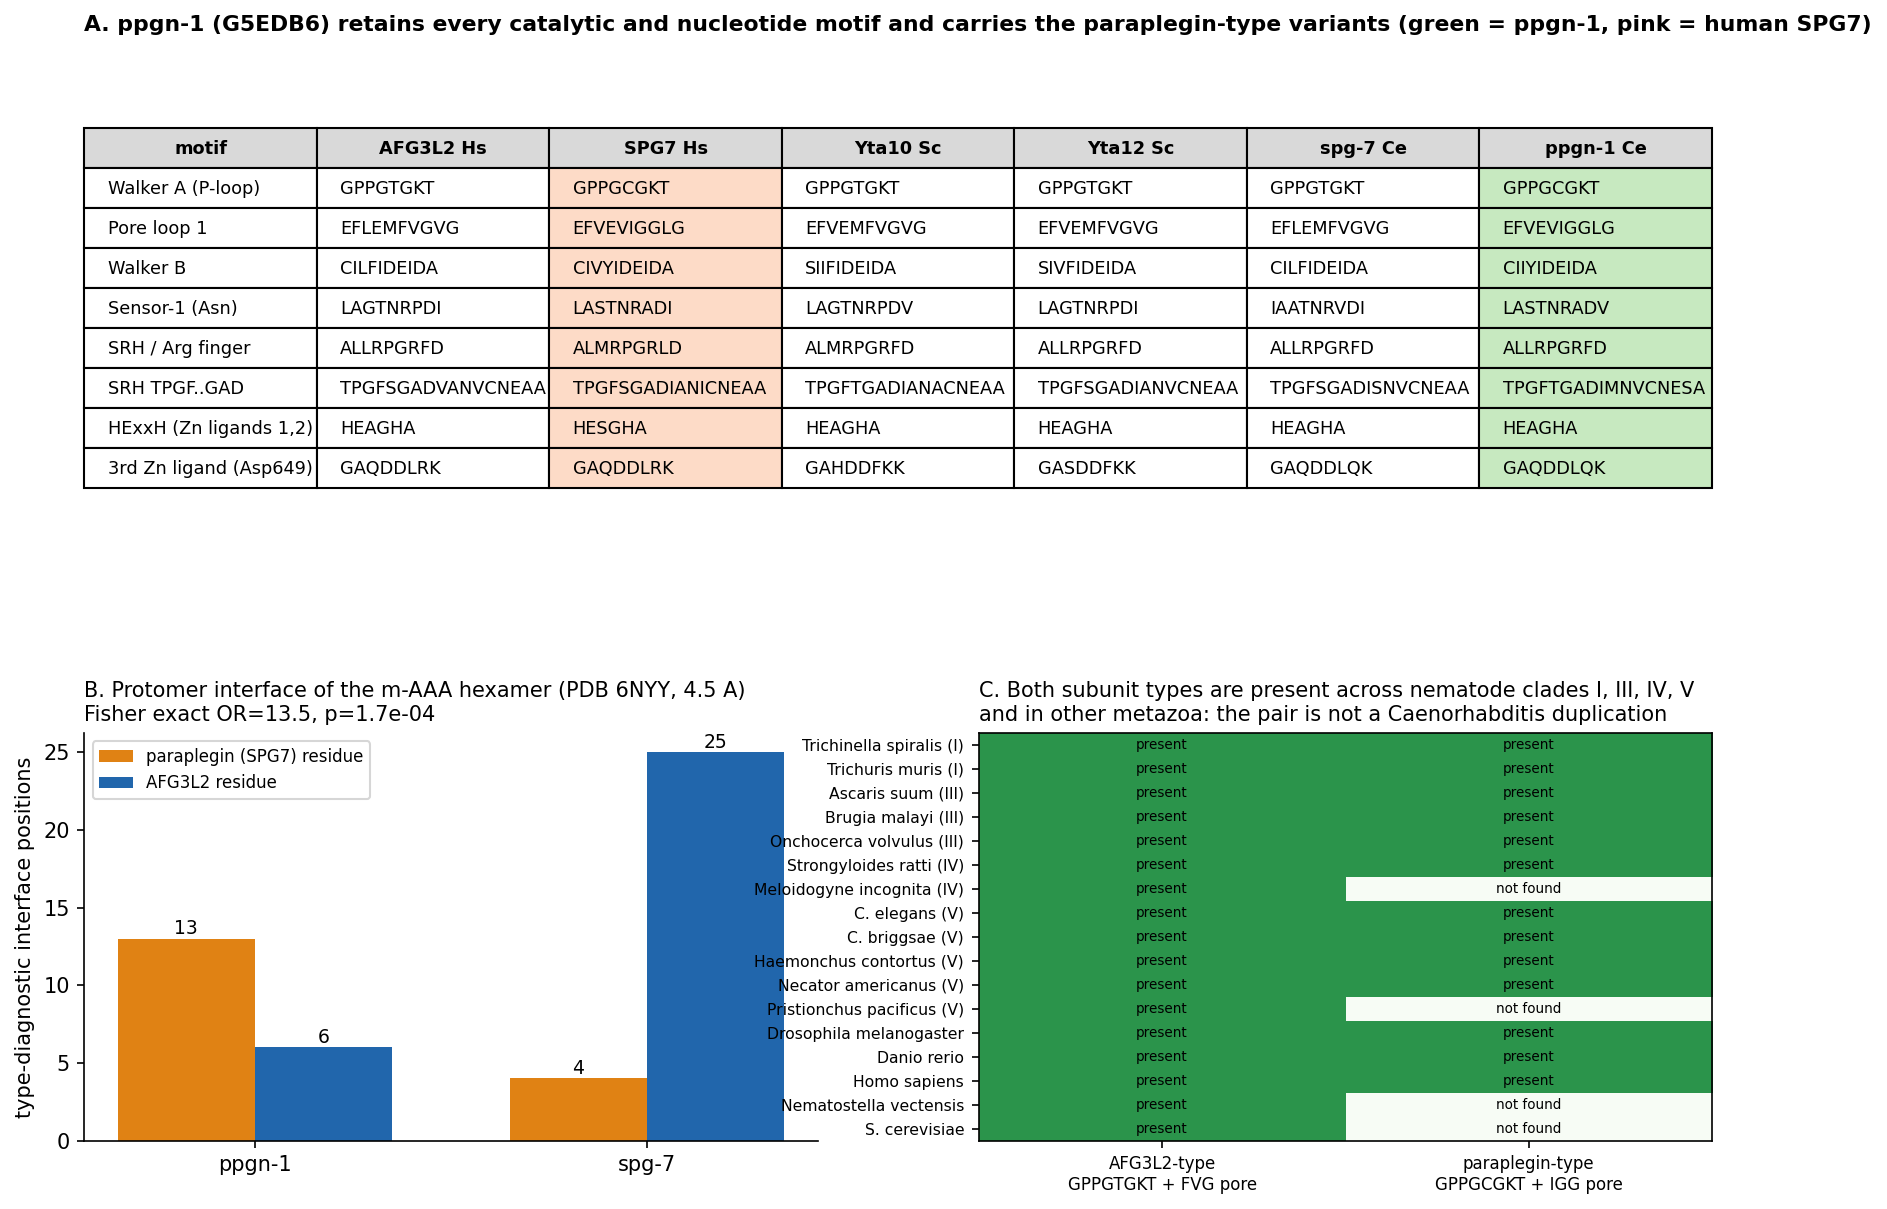 A. ppgn-1 (G5EDB6) retains every catalytic and nucleotide motif and carries the paraplegin-type variants (green = ppgn-1, pink = human SPG7)
motif AFG3L2 Hs SPG7 Hs Yta10 Sc Yta12 Sc spg-7 Ce ppgn-1 Ce
Walker A (P-loop) GPPGTGKT GPPGCGKT GPPGTGKT GPPGTGKT GPPGTGKT GPPGCGKT
Pore loop 1 EFLEMFVGVG EFVEVIGGLG EFVEMFVGVG EFVEMFVGVG EFLEMFVGVG EFVEVIGGLG
Walker B CILFIDEIDA CIVYIDEIDA SIIFIDEIDA SIVFIDEIDA CILFIDEIDA CIIYIDEIDA
Sensor-1 (Asn) LAGTNRPDI LASTNRADI LAGTNRPDV LAGTNRPDI IAATNRVDI LASTNRADV
SRH / Arg finger ALLRPGRFD ALMRPGRLD ALMRPGRFD ALLRPGRFD ALLRPGRFD ALLRPGRFD
SRH TPGF..GAD TPGFSGADVANVCNEAA TPGFSGADIANICNEAA TPGFTGADIANACNEAA TPGFSGADIANVCNEAA TPGFSGADISNVCNEAA TPGFTGADIMNVCNESA
HExxH (Zn ligands 1,2) HEAGHA HESGHA HEAGHA HEAGHA HEAGHA HEAGHA
3rd Zn ligand (Asp649) GAQDDLRK GAQDDLRK GAHDDFKK GASDDFKK GAQDDLQK GAQDDLQK
B. Protomer interface of the m-AAA hexamer (PDB 6NYY, 4.5 A)
Fisher exact OR=13.5, p=1.7e-04
type-diagnostic interface positions
25
20
15
10
5
0
paraplegin (SPG7) residue
AFG3L2 residue
13
6
4
25
ppgn-1
spg-7
C. Both subunit types are present across nematode clades I, III, IV, V
and in other metazoa: the pair is not a Caenorhabditis duplication
Trichinella spiralis (I) present present
Trichuris muris (I) present present
Ascaris suum (III) present present
Brugia malayi (III) present present
Onchocerca volvulus (III) present present
Strongyloides ratti (IV) present present
Meloidogyne incognita (IV) present not found
C. elegans (V) present present
C. briggsae (V) present present
Haemonchus contortus (V) present present
Necator americanus (V) present present
Pristionchus pacificus (V) present not found
Drosophila melanogaster present present
Danio rerio present present
Homo sapiens present present
Nematostella vectensis present not found
S. cerevisiae present not found
AFG3L2-type
GPPGTGKT + FVG pore
paraplegin-type
GPPGCGKT + IGG pore